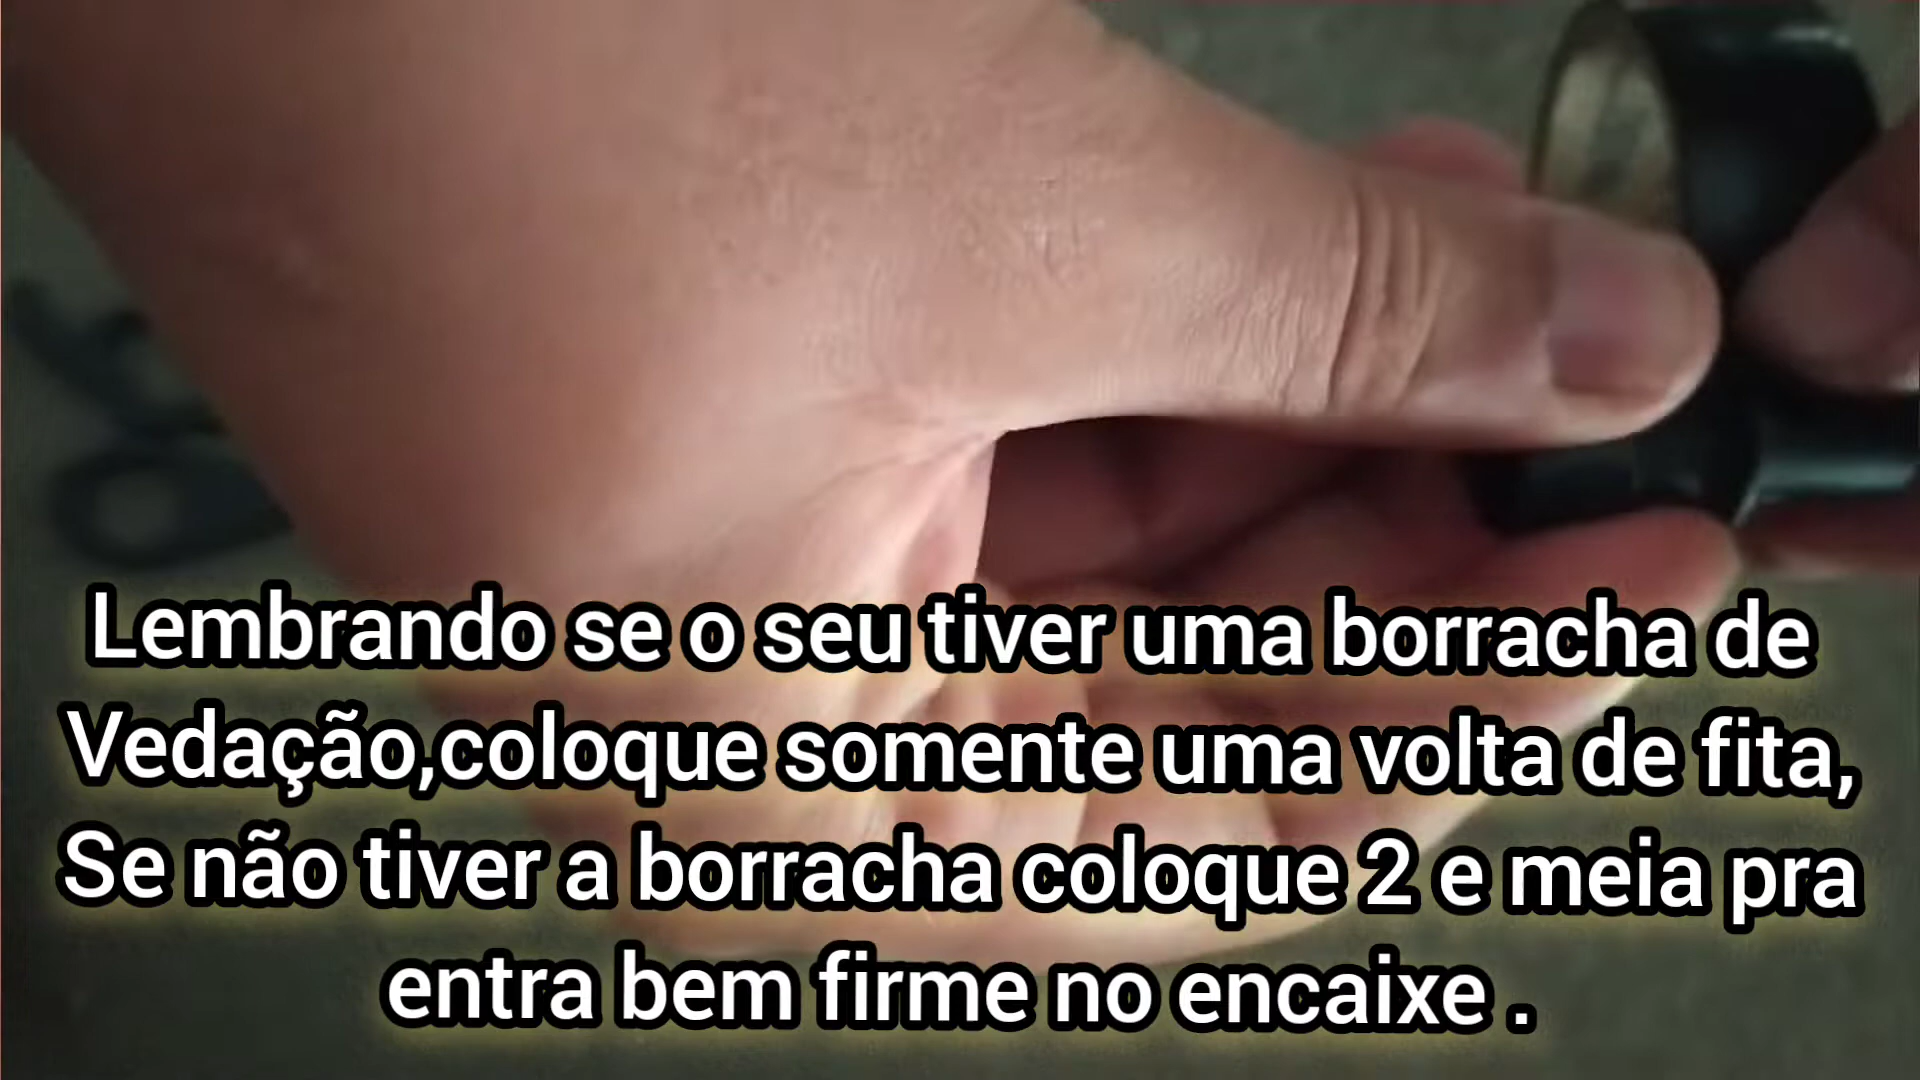 Lembrando se o seu tiver uma borracha de
Vedação,coloque somente uma volta de fita,
Se não tiver a borracha coloque 2 e meia pra
entra bem firme no encaixe .